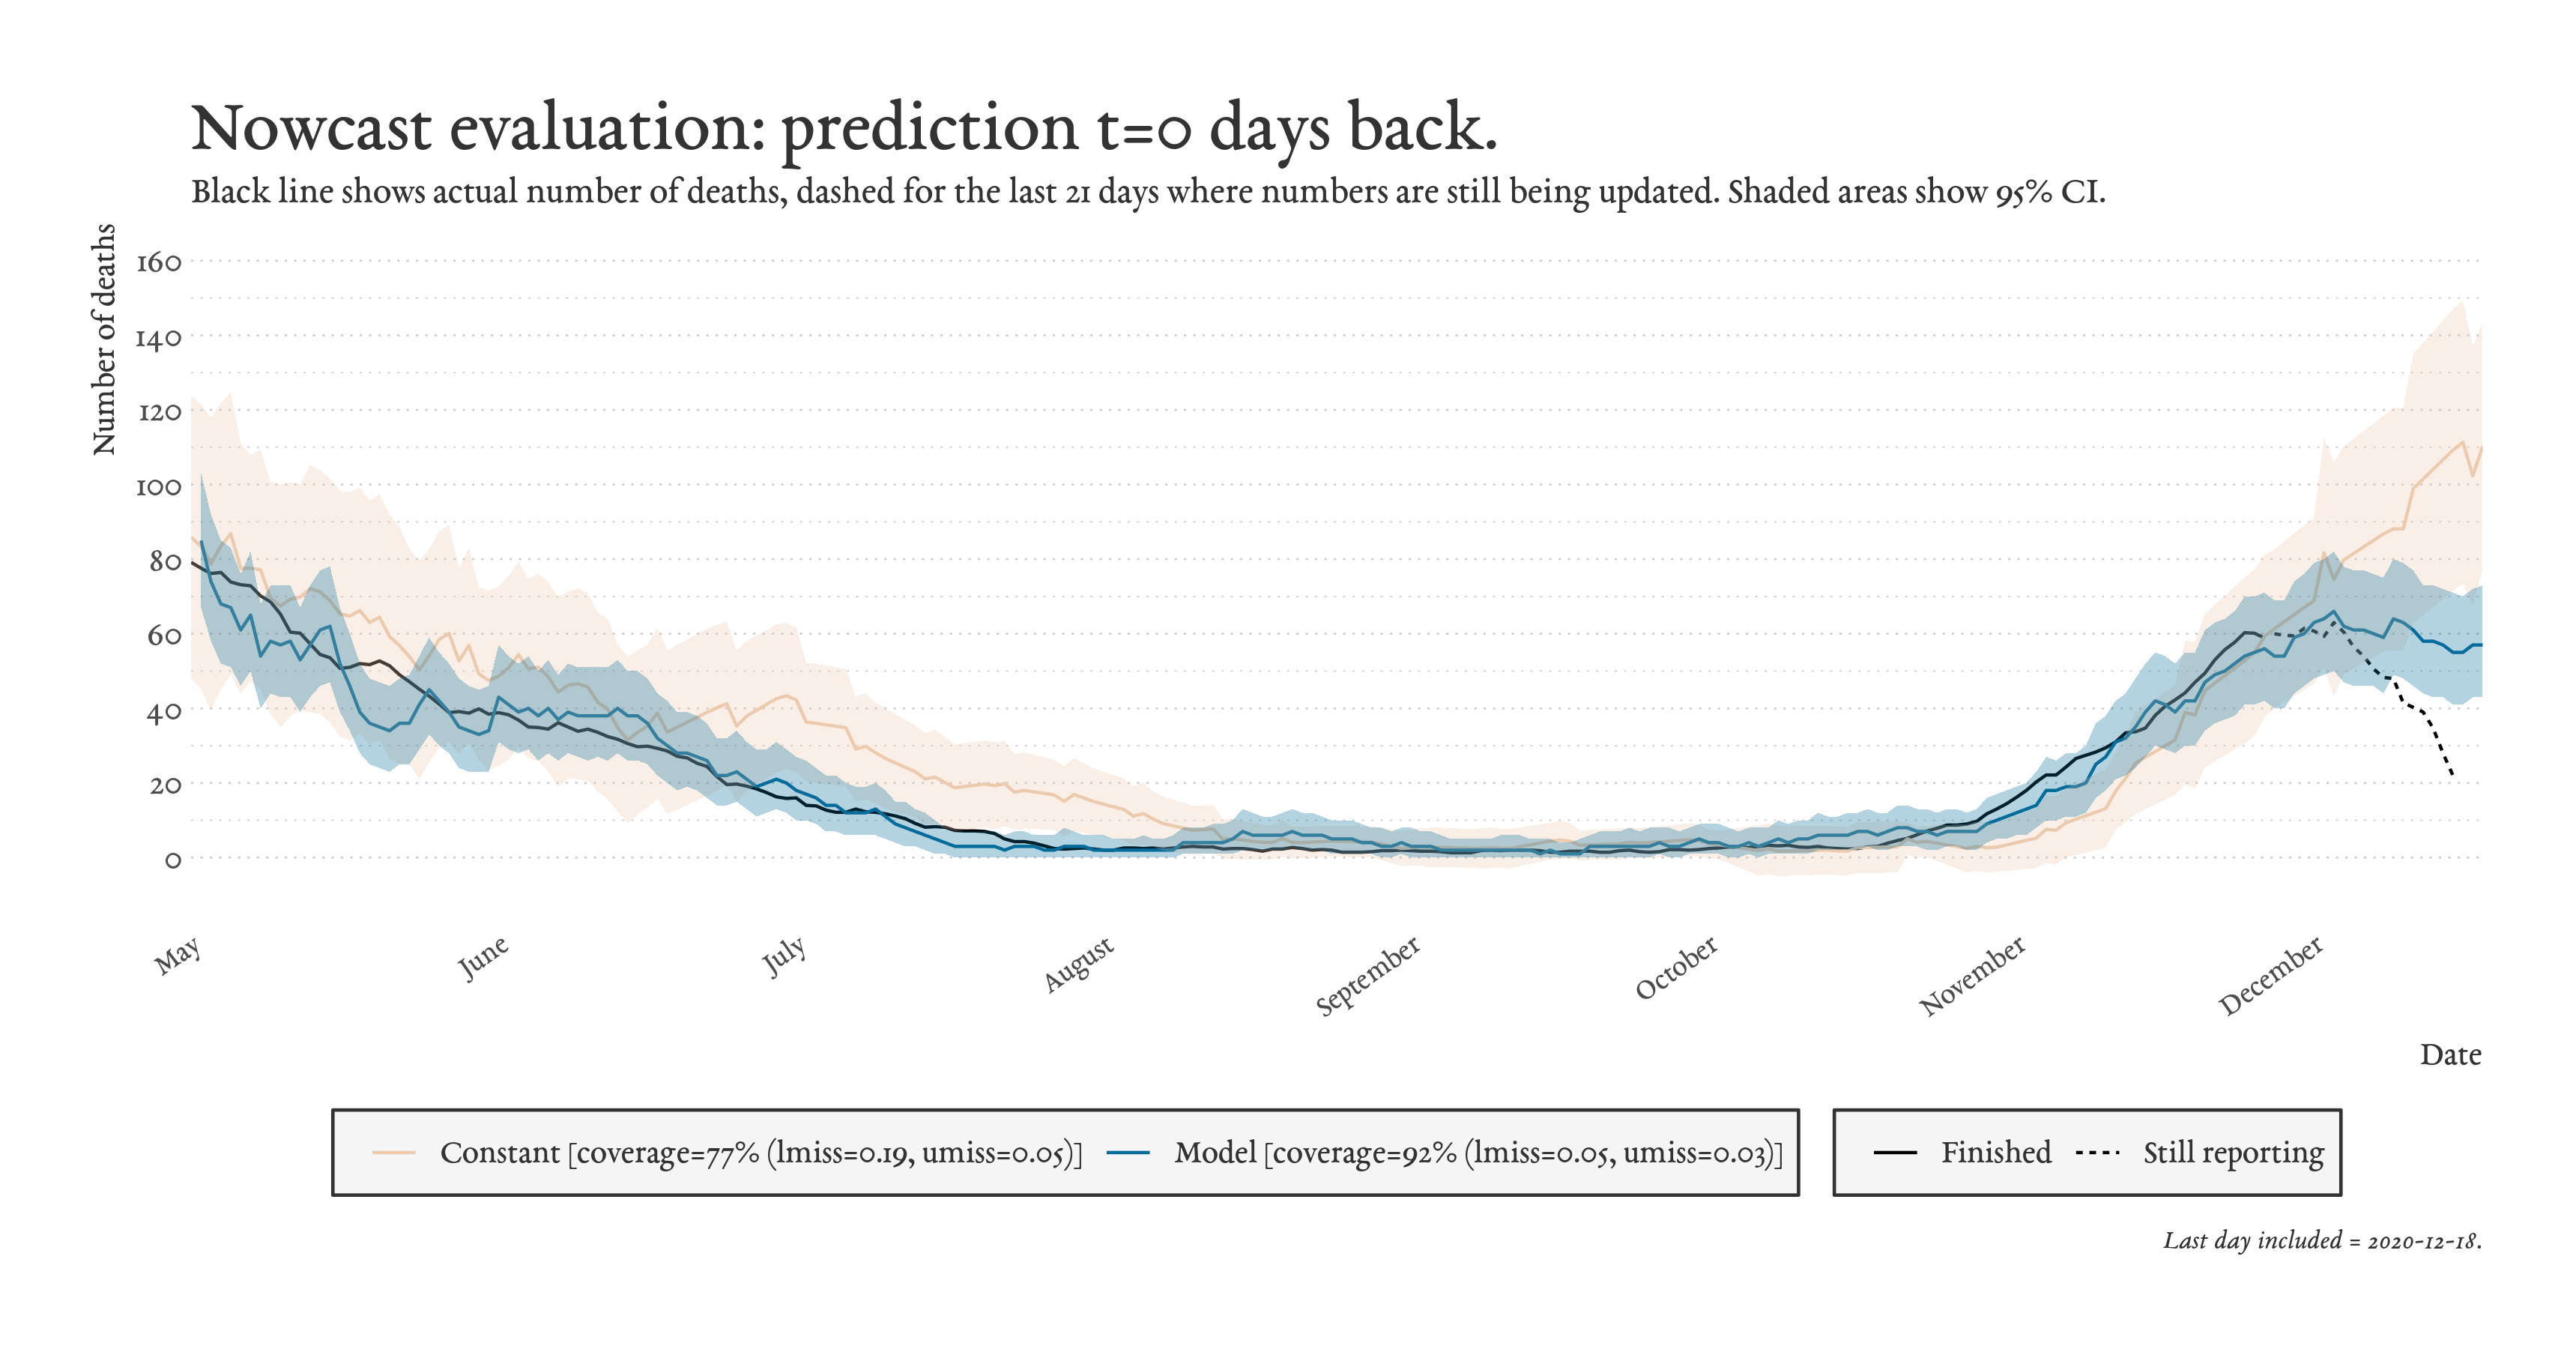 Nowcast evaluation: prediction t=0 days back.
Black line shows actual number of deaths, dashed for the last 21 days where numbers are still being updated. Shaded areas show 95% CI.
Number of deaths
160
140
120
100
80
60
40
20
0
May
June
July
August
September
October
November
December
Date
Constant [coverage=77% (lmiss=0.19, umiss=0.05)]
Model [coverage=92% (lmiss=0.05, umiss=0.03)]
Finished
Still reporting
Last day included = 2020-12-18.